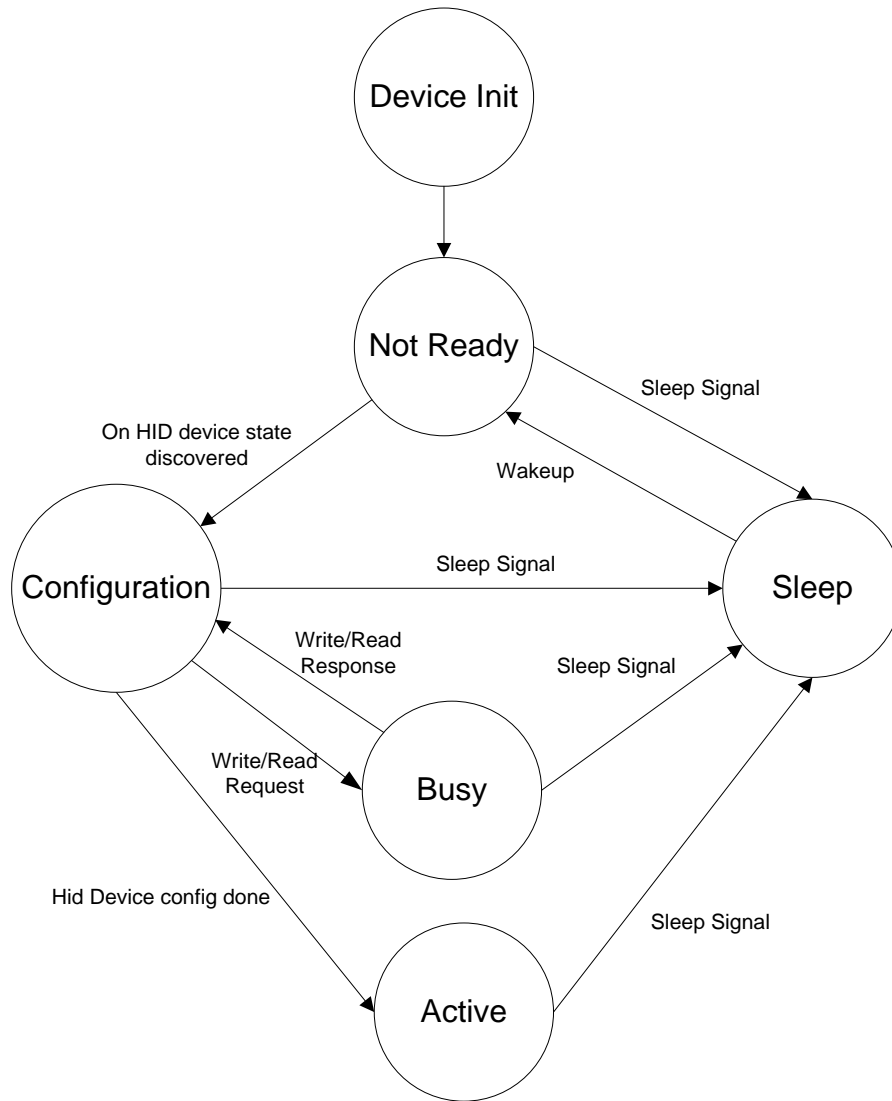 Device Init
Not Ready
Sleep Signal
On HID device state
discovered
Wakeup
Configuration
Sleep Signal
Sleep
Write/Read
Response
Sleep Signal
Write/Read
Request
Busy
Hid Device config done
Sleep Signal
Active